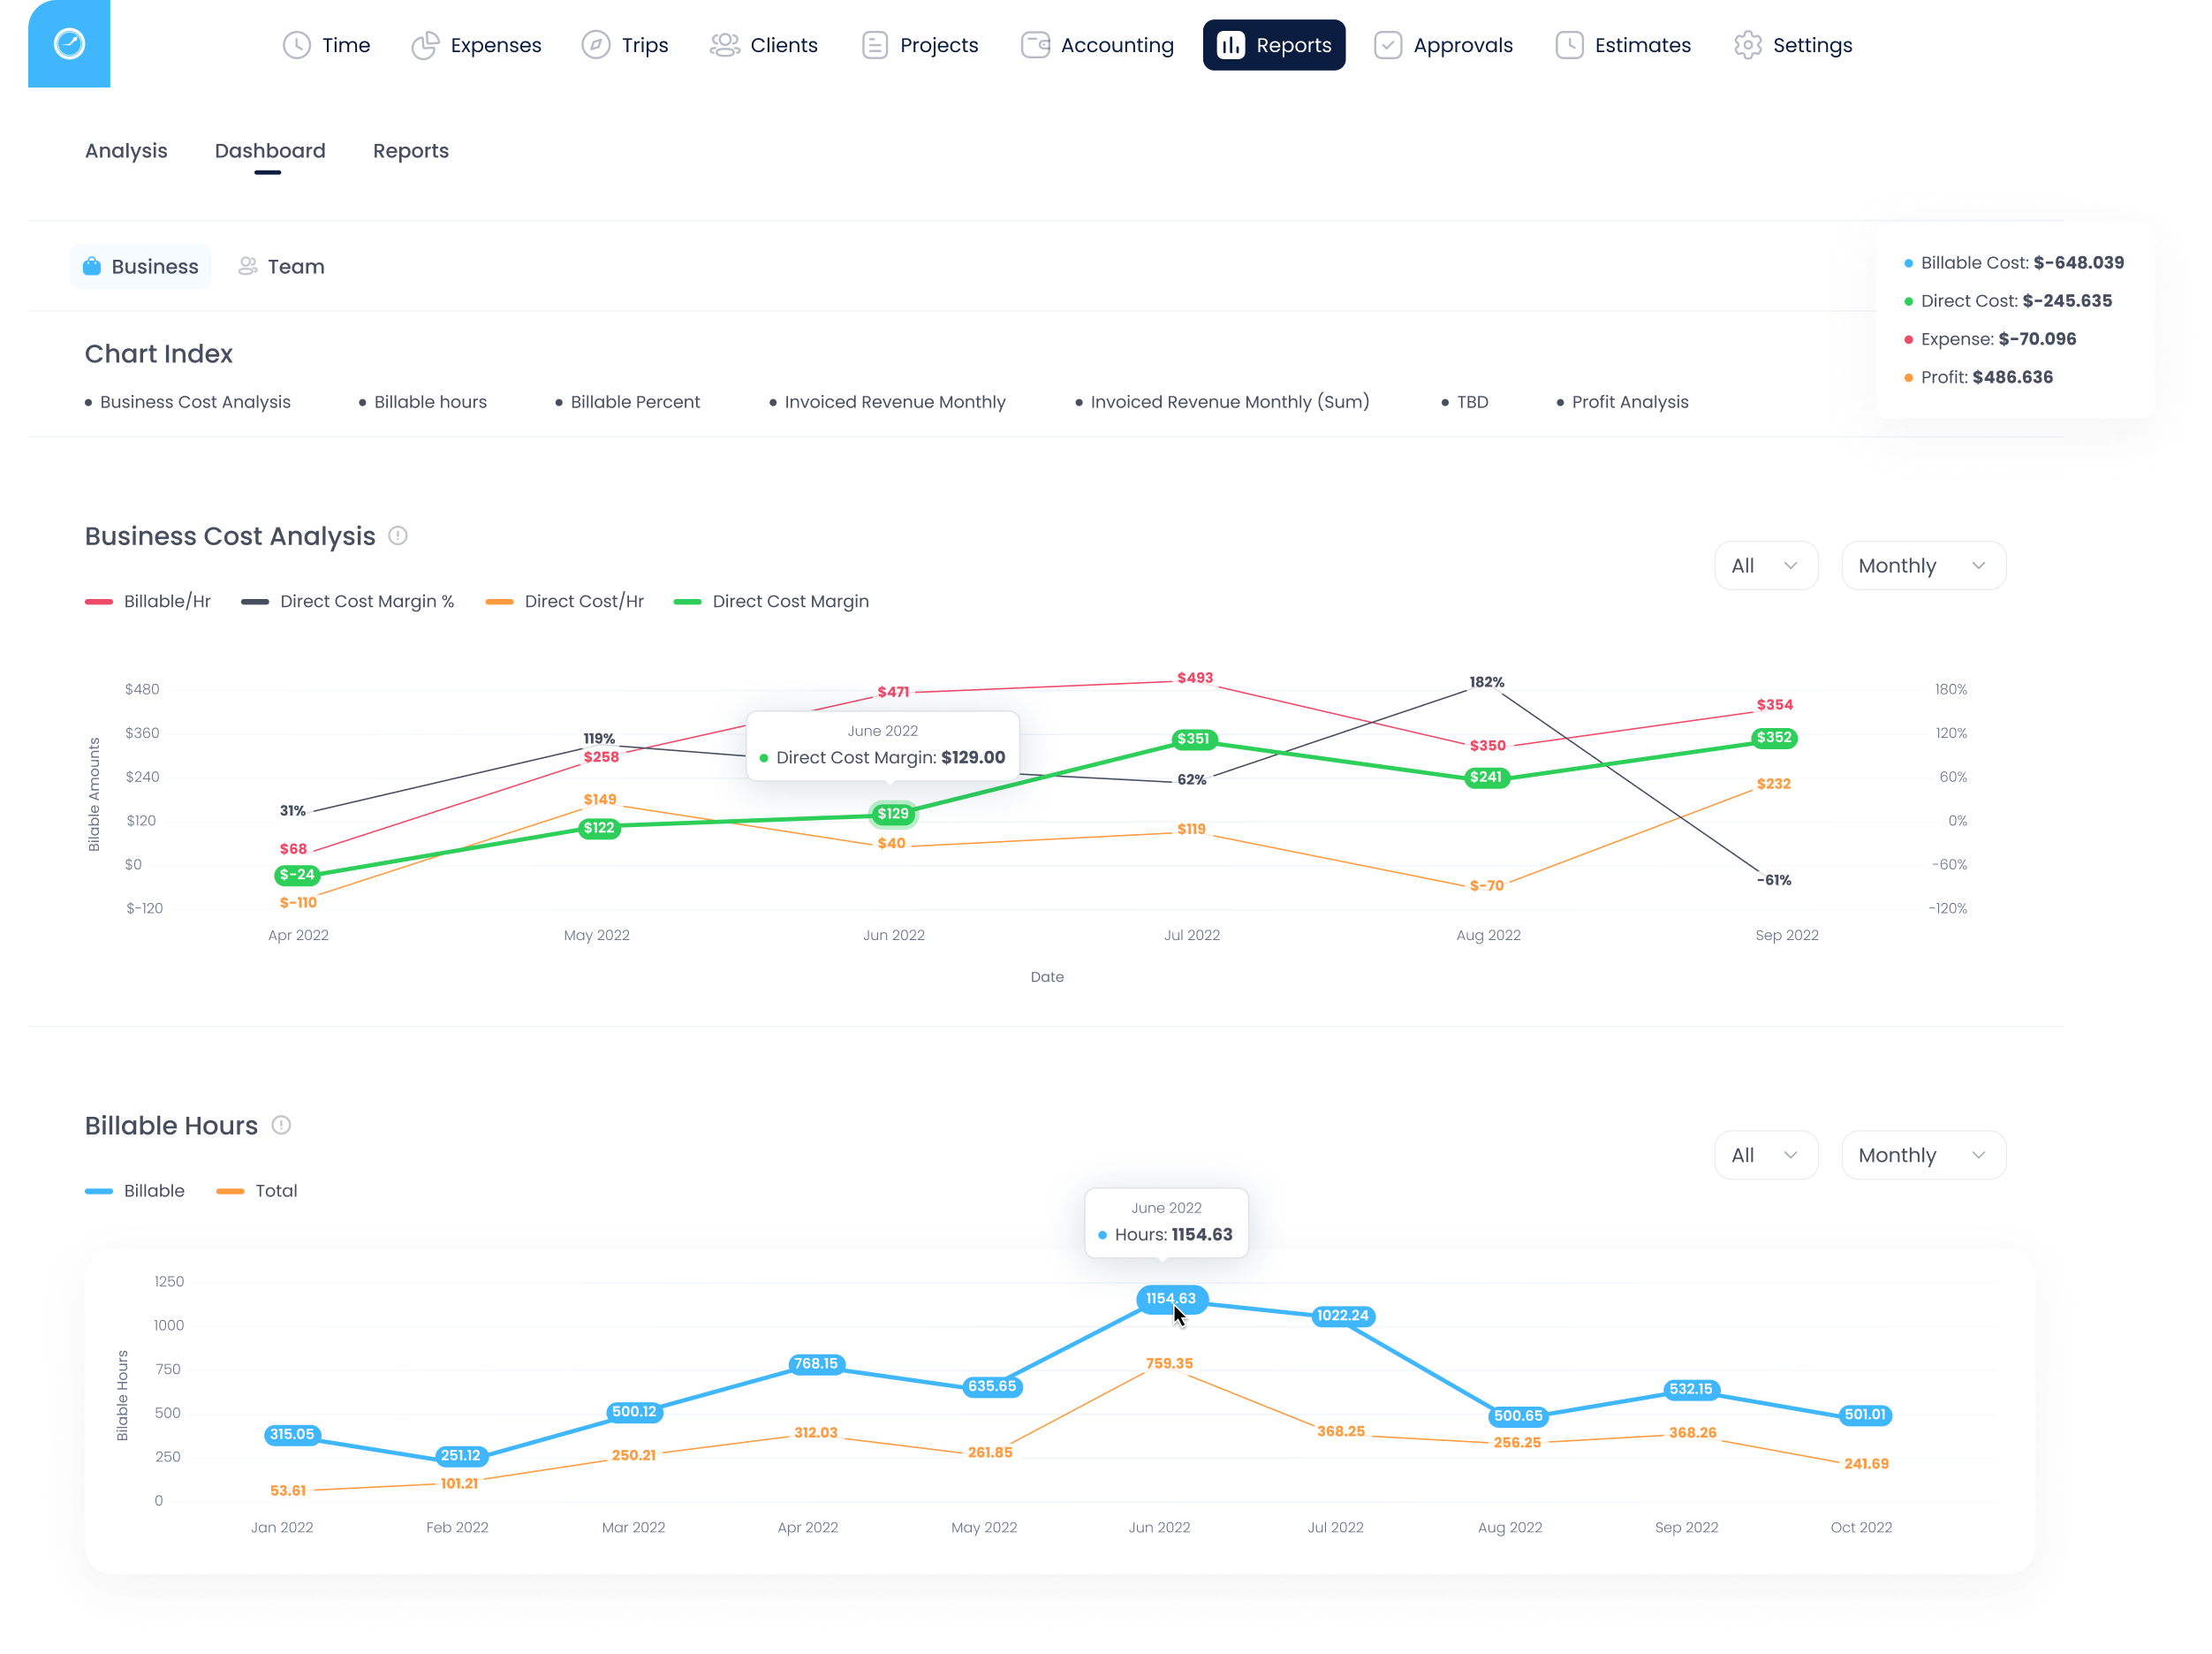 Time Expenses Trips Clients Projects Accounting Reports Approvals Estimates Settings
Analysis Dashboard Reports
Business Team
Billable Cost: $-648.039
Direct Cost: $-245.635
Expense: $-70.096
Profit: $486.636
Chart Index
Business Cost Analysis Billable hours Billable Percent Invoiced Revenue Monthly Invoiced Revenue Monthly (Sum) TBD Profit Analysis
Business Cost Analysis
All Monthly
Billable/Hr Direct Cost Margin % Direct Cost/Hr Direct Cost Margin
Bilable Amounts
$480
$360
$240
$120
$0
$-120
180%
120%
60%
0%
-60%
-120%
31%
$68
$-24
$-110
119%
$258
$149
$122
$471
June 2022
Direct Cost Margin: $129.00
$129
$40
$493
$351
62%
$119
182%
$350
$241
$-70
$354
$352
$232
-61%
Apr 2022 May 2022 Jun 2022 Jul 2022 Aug 2022 Sep 2022
Date
Billable Hours
All Monthly
Billable Total
June 2022
Hours: 1154.63
Bilable Hours
1250
1000
750
500
250
0
315.05
53.61
251.12
101.21
500.12
250.21
768.15
312.03
635.65
261.85
1154.63
759.35
1022.24
368.25
500.65
256.25
532.15
368.26
501.01
241.69
Jan 2022 Feb 2022 Mar 2022 Apr 2022 May 2022 Jun 2022 Jul 2022 Aug 2022 Sep 2022 Oct 2022